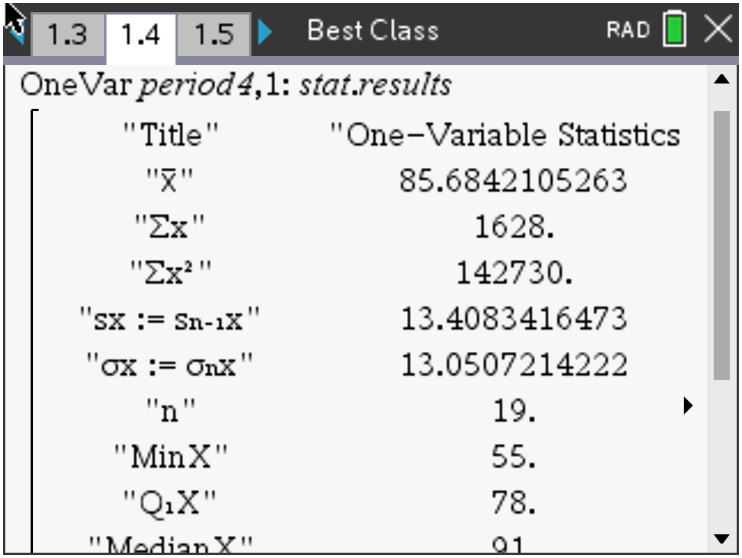 1.3 1.4 1.5 Best Class RAD
OneVar period4,1: stat.results
"Title" "One−Variable Statistics
"x̄" 85.6842105263
"Σx" 1628.
"Σx²" 142730.
"sx := sₙ₋₁x" 13.4083416473
"σx := σₙx" 13.0507214222
"n" 19.
"MinX" 55.
"Q₁X" 78.
"MedianX" 91.